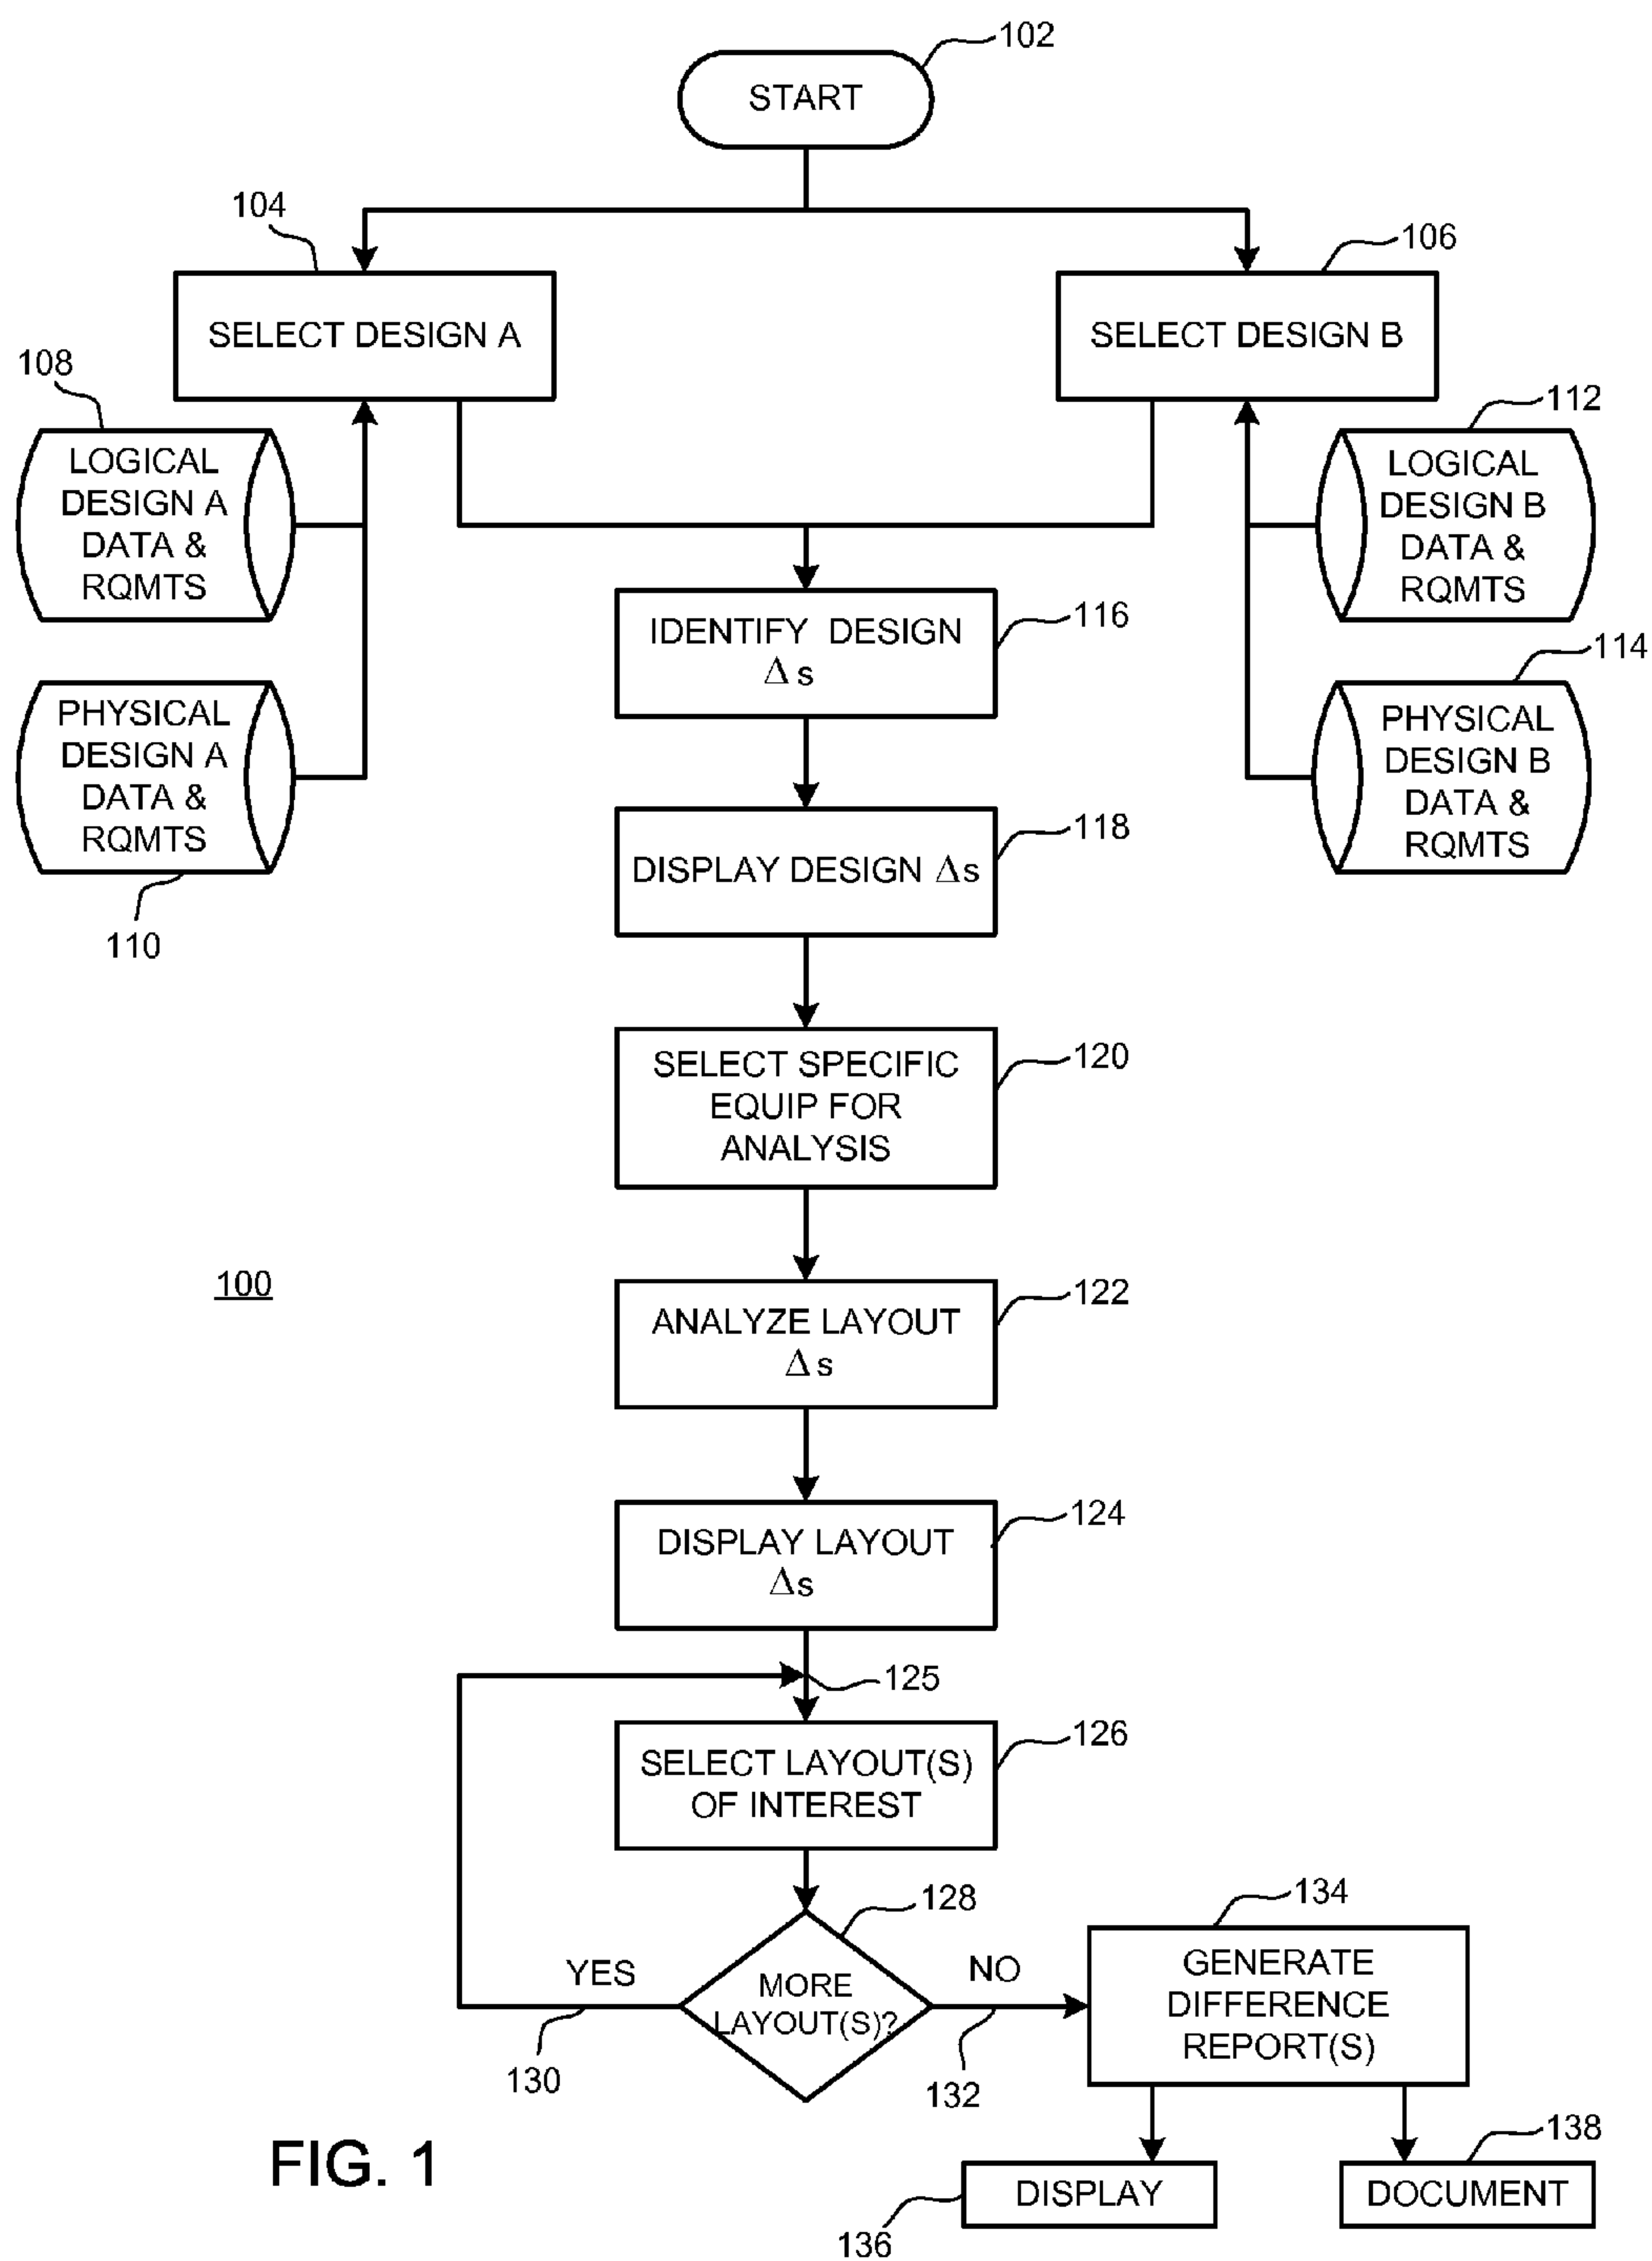 102
START
104
106
SELECT DESIGN A
SELECT DESIGN B
108
112
LOGICAL
DESIGN A
DATA &
RQMTS
LOGICAL
DESIGN B
DATA &
RQMTS
116
IDENTIFY DESIGN
Δ s
114
PHYSICAL
DESIGN A
DATA &
RQMTS
PHYSICAL
DESIGN B
DATA &
RQMTS
118
DISPLAY DESIGN Δs
110
120
SELECT SPECIFIC
EQUIP FOR
ANALYSIS
100
122
ANALYZE LAYOUT
Δ s
124
DISPLAY LAYOUT
Δs
125
126
SELECT LAYOUT(S)
OF INTEREST
128
134
YES
NO
MORE
LAYOUT(S)?
GENERATE
DIFFERENCE
REPORT(S)
130
132
138
FIG. 1
DISPLAY
DOCUMENT
136